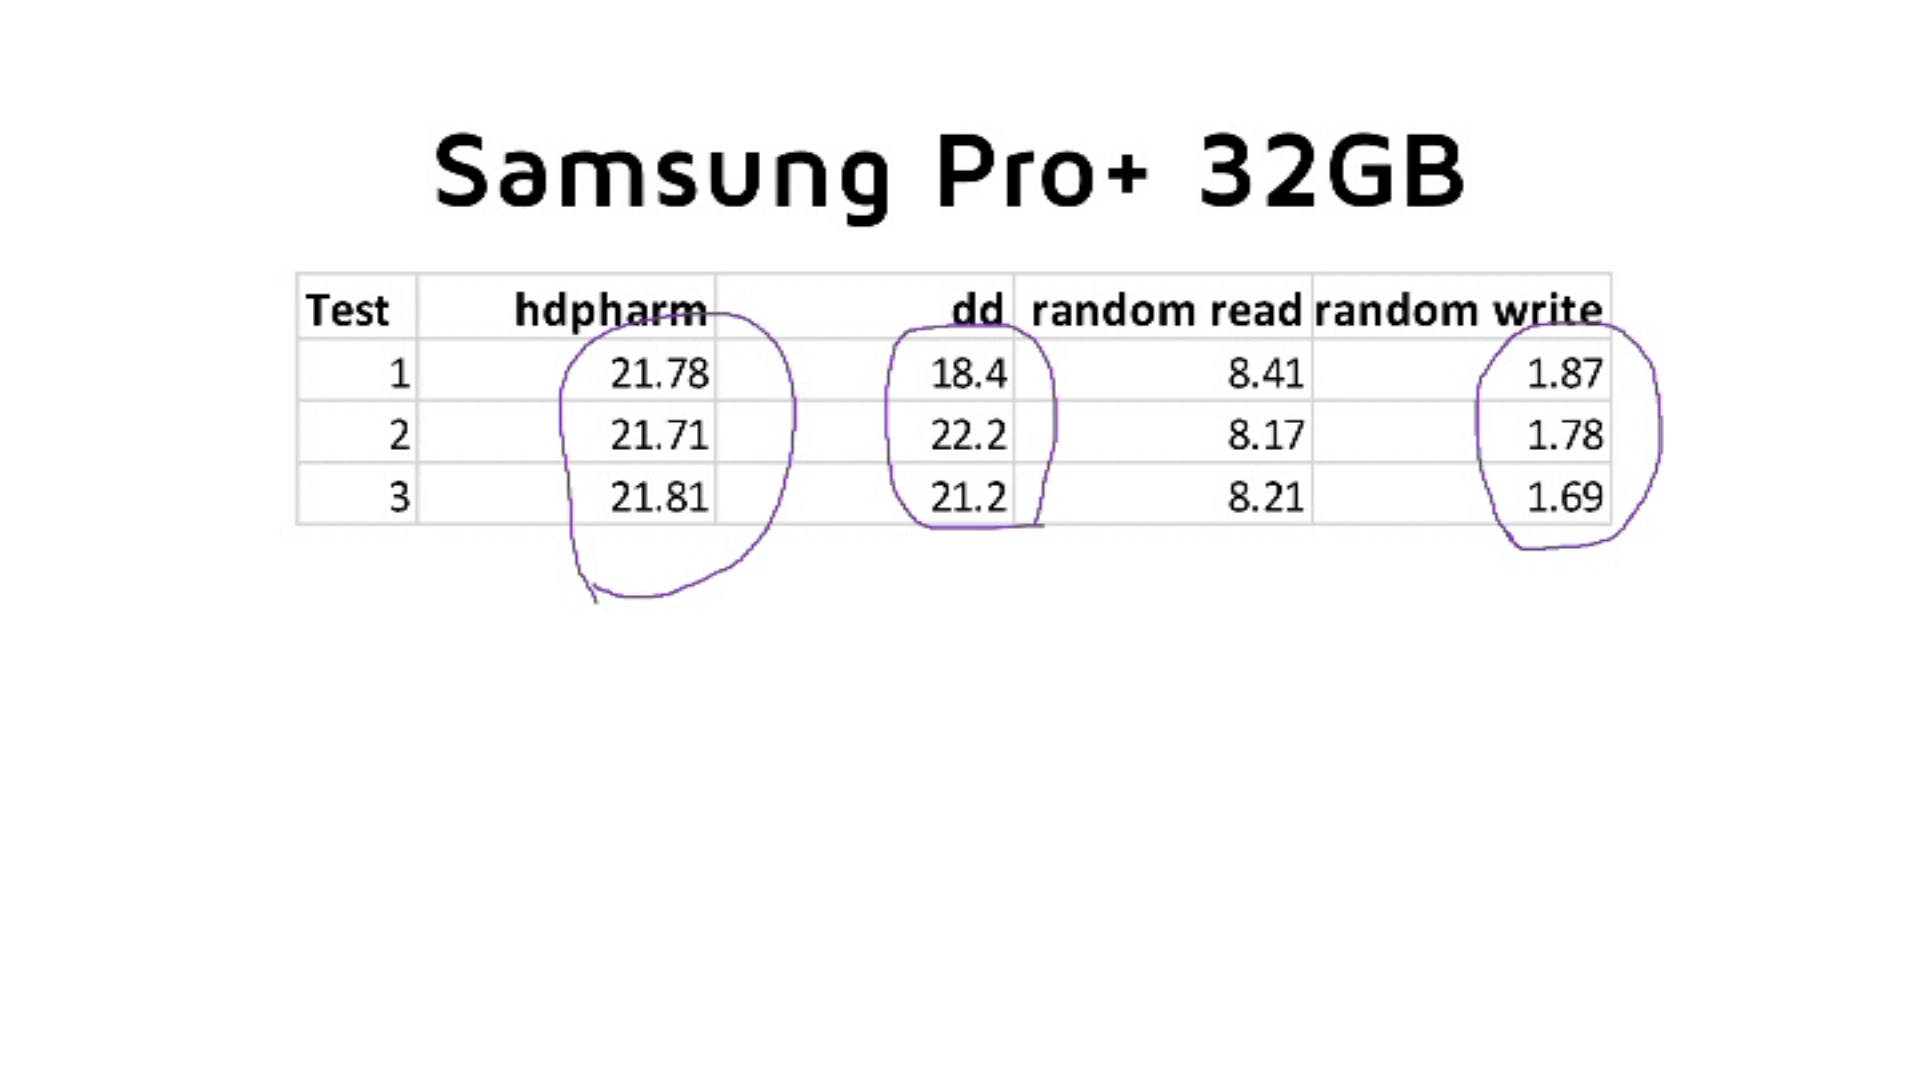 Samsung Pro+ 32GB
Test hdpharm dd random read random write
1 21.78 18.4 8.41 1.87
2 21.71 22.2 8.17 1.78
3 21.81 21.2 8.21 1.69